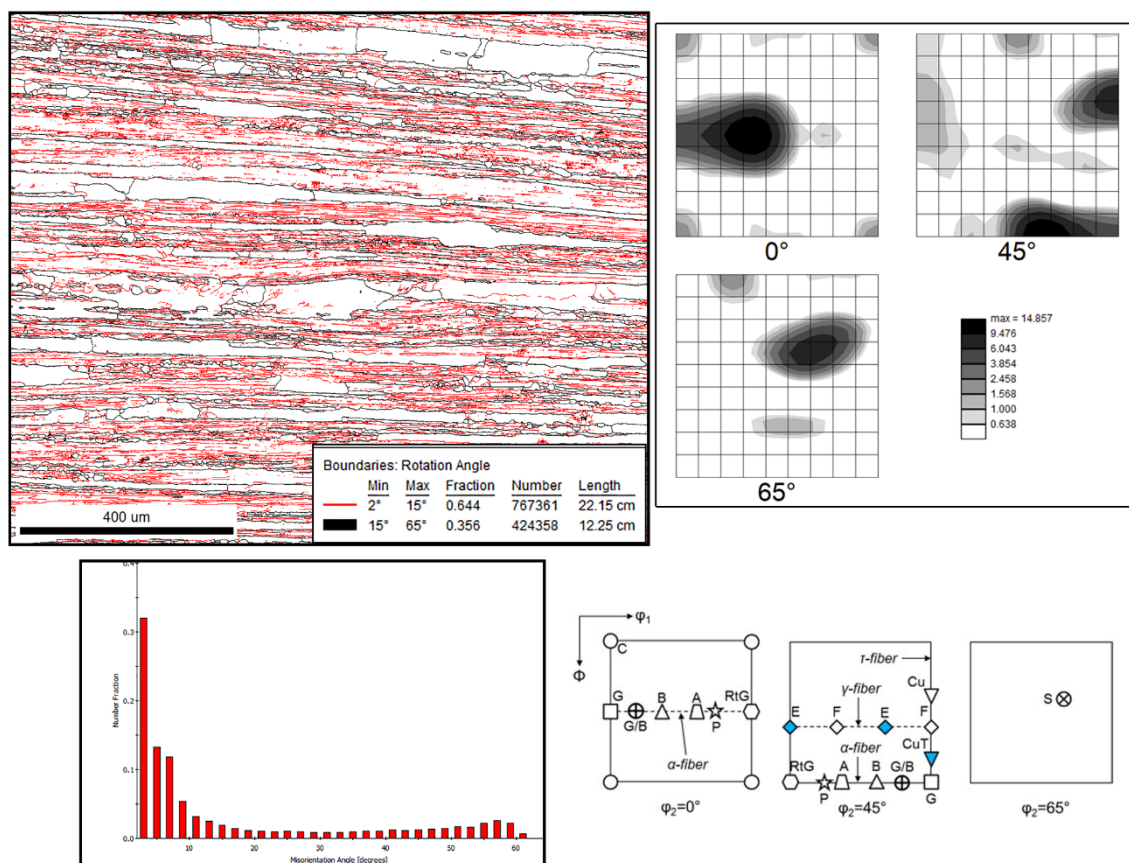 Boundaries: Rotation Angle
Min Max Fraction Number Length
2° 15° 0.644 767361 22.15 cm
15° 65° 0.356 424358 12.25 cm
400 um
0°
45°
65°
max = 14.857
9.476
6.043
3.854
2.458
1.568
1.000
0.638
0.4
0.3
0.2
0.1
0.0
Number Fraction
10 20 30 40 50 60
Misorientation Angle [degrees]
φ1
Φ
C
G
G/B
B
A
P
RtG
α-fiber
φ2=0°
τ-fiber
Cu
γ-fiber
E
F
E
F
α-fiber
CuT
RtG
P
A
B
G/B
G
φ2=45°
S
φ2=65°